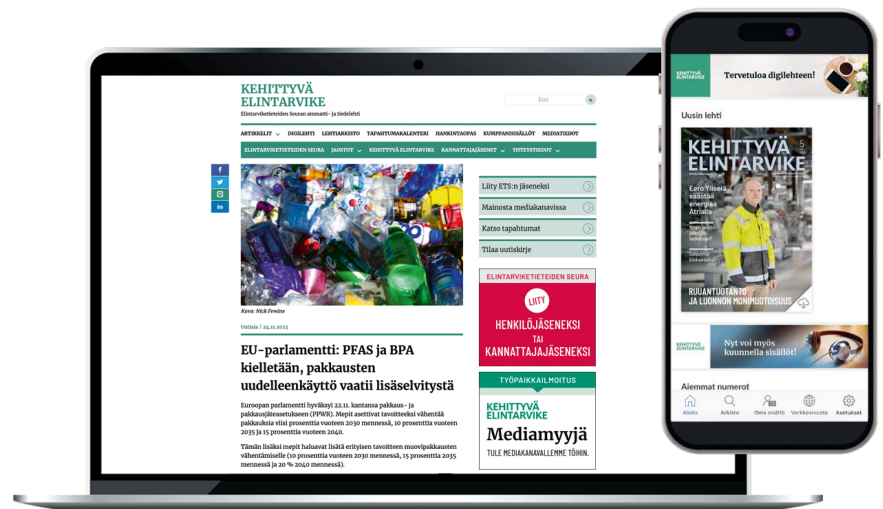 KEHITTYVÄ
ELINTARVIKE
Elintarviketieteiden Seuran ammatti- ja tiedelehti
Etsi
ARTIKKELIT DIGILEHTI LEHTIARKISTO TAPAHTUMAKALENTERI HANKINTAOPAS KUMPPANISISÄLLÖT MEDIATIEDOT
ELINTARVIKETIETEIDEN SEURA JAOSTOT KEHITTYVÄ ELINTARVIKE KANNATTAJAJÄSENET YHTEYSTIEDOT
f
in
Kuva: Nick Fewins
Uutisia | 24.11.2023
EU-parlamentti: PFAS ja BPA
kielletään, pakkausten
uudelleenkäyttö vaatii lisäselvitystä
Euroopan parlamentti hyväksyi 22.11. kantansa pakkaus- ja
pakkausjäteasetukseen (PPWR). Mepit asettivat tavoitteeksi vähentää
pakkauksia viisi prosenttia vuoteen 2030 mennessä, 10 prosenttia vuoteen
2035 ja 15 prosenttia vuoteen 2040.
Tämän lisäksi mepit haluavat lisätä erityisen tavoitteen muovipakkausten
vähentämiselle (10 prosenttia vuoteen 2030 mennessä, 15 prosenttia 2035
mennessä ja 20 % 2040 mennessä).
Liity ETS:n jäseneksi
Mainosta mediakanavissa
Katso tapahtumat
Tilaa uutiskirje
ELINTARVIKETIETEIDEN SEURA
LIITY
HENKILÖJÄSENEKSI
TAI
KANNATTAJAJÄSENEKSI
TYÖPAIKKAILMOITUS
KEHITTYVÄ
ELINTARVIKE
Mediamyyjä
TULE MEDIAKANAVALLEMME TÖIHIN.
KEHITTYVÄ
ELINTARVIKE
Tervetuloa digilehteen!
Uusin lehti
KEHITTYVÄ
ELINTARVIKE
5
Eero Yliselä
säästää
energiaa
Atrialla
RUUANTUOTANTO
JA LUONNON MONIMUOTOISUUS
KEHITTYVÄ
ELINTARVIKE
Nyt voi myös
kuunnella sisällöt!
Aiemmat numerot
Aloita Arkisto Oma sisältö Verkkosivusto Asetukset